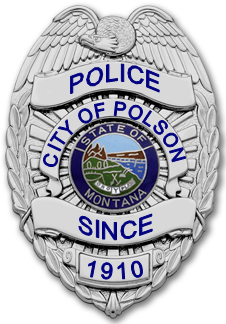 POLICE
CITY OF POLSON
STATE OF
MONTANA
SINCE
1910